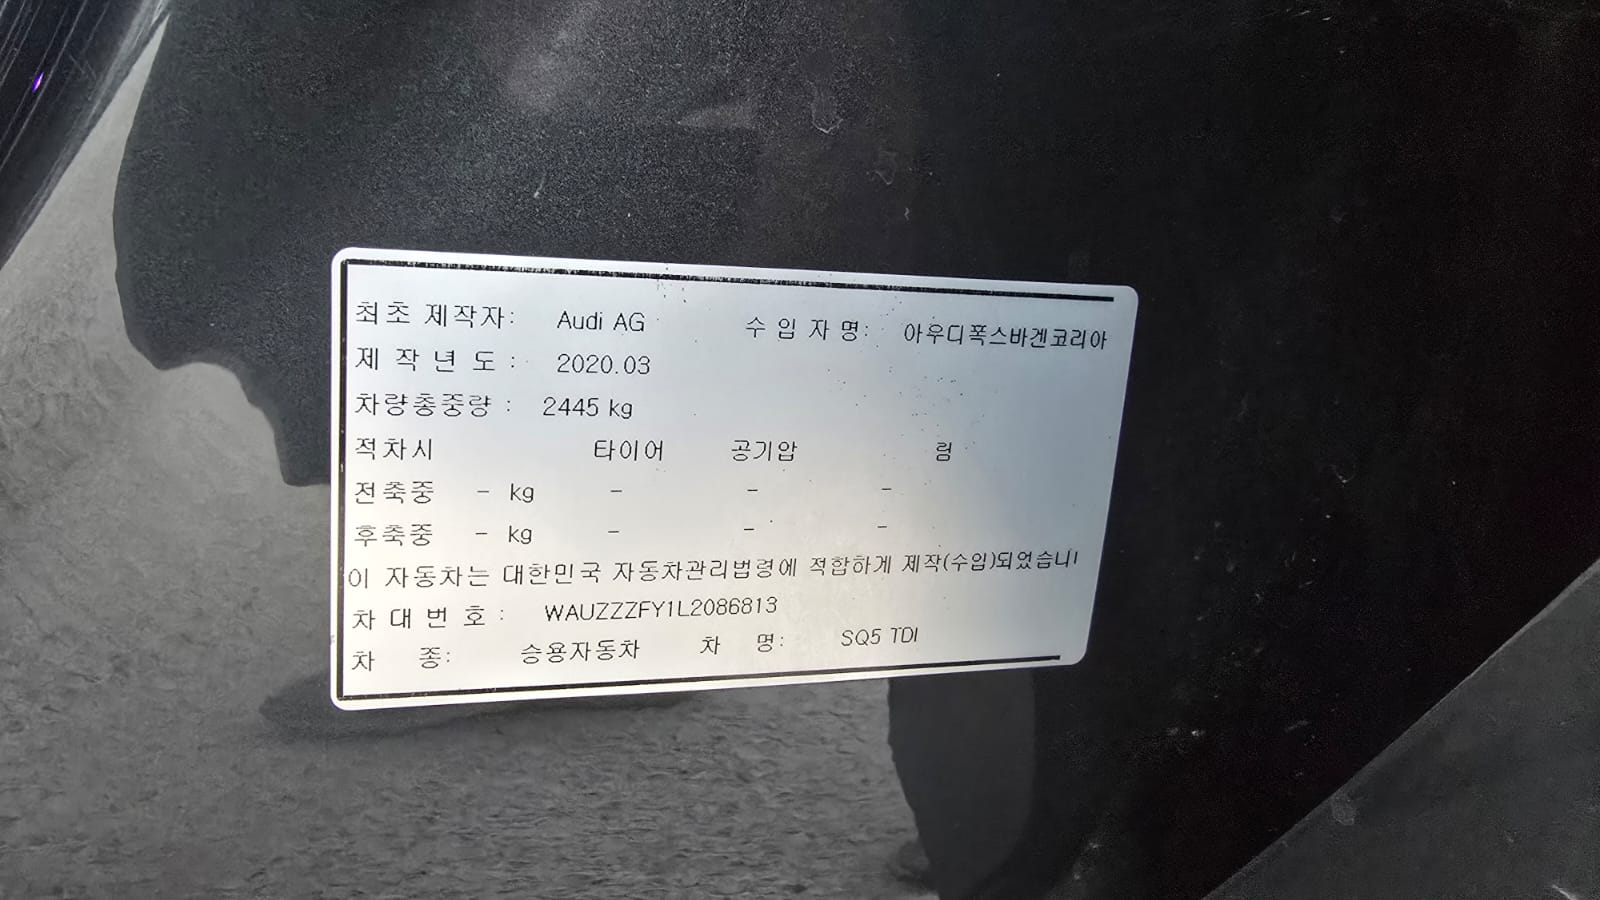 최초 제작자: Audi AG 수 입 자 명: 아우디폭스바겐코리아
제 작 년 도 : 2020.03
차량총중량 : 2445 kg
적차시 타이어 공기압 림
전축중 - kg - - -
후축중 - kg - - -
이 자동차는 대한민국 자동차관리법령에 적합하게 제작(수입)되었습니
차 대 번 호 : WAUZZZFY1L2086813
차 종: 승용자동차 차 명: SQ5 TDI